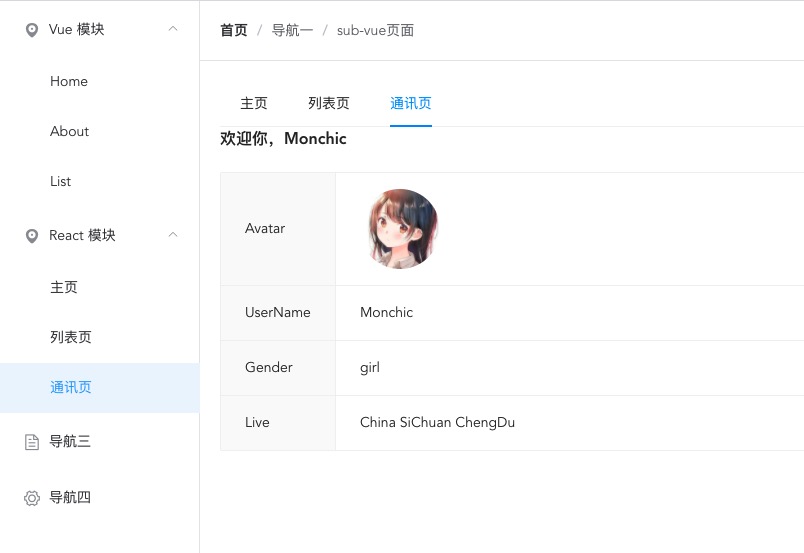 Vue 模块
Home
About
List
React 模块
主页
列表页
通讯页
导航三
导航四
首页 / 导航一 / sub-vue页面
主页 列表页 通讯页
欢迎你，Monchic
Avatar
UserName Monchic
Gender girl
Live China SiChuan ChengDu